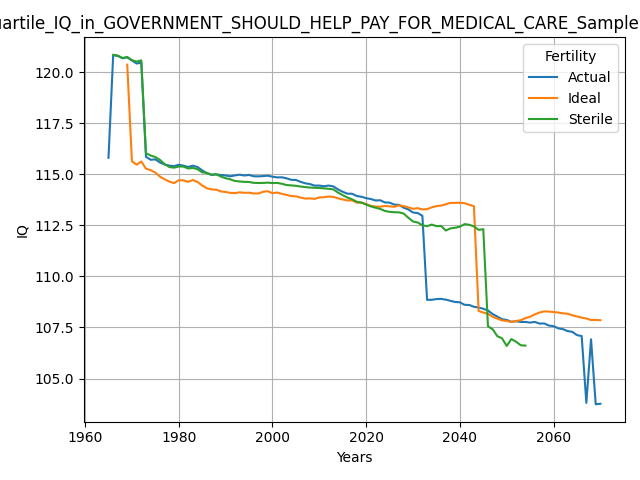 uartile_IQ_in_GOVERNMENT_SHOULD_HELP_PAY_FOR_MEDICAL_CARE_Sample
Fertility
Actual
Ideal
Sterile
120.0
117.5
115.0
112.5
110.0
107.5
105.0
IQ
1960
1980
2000
2020
2040
2060
Years